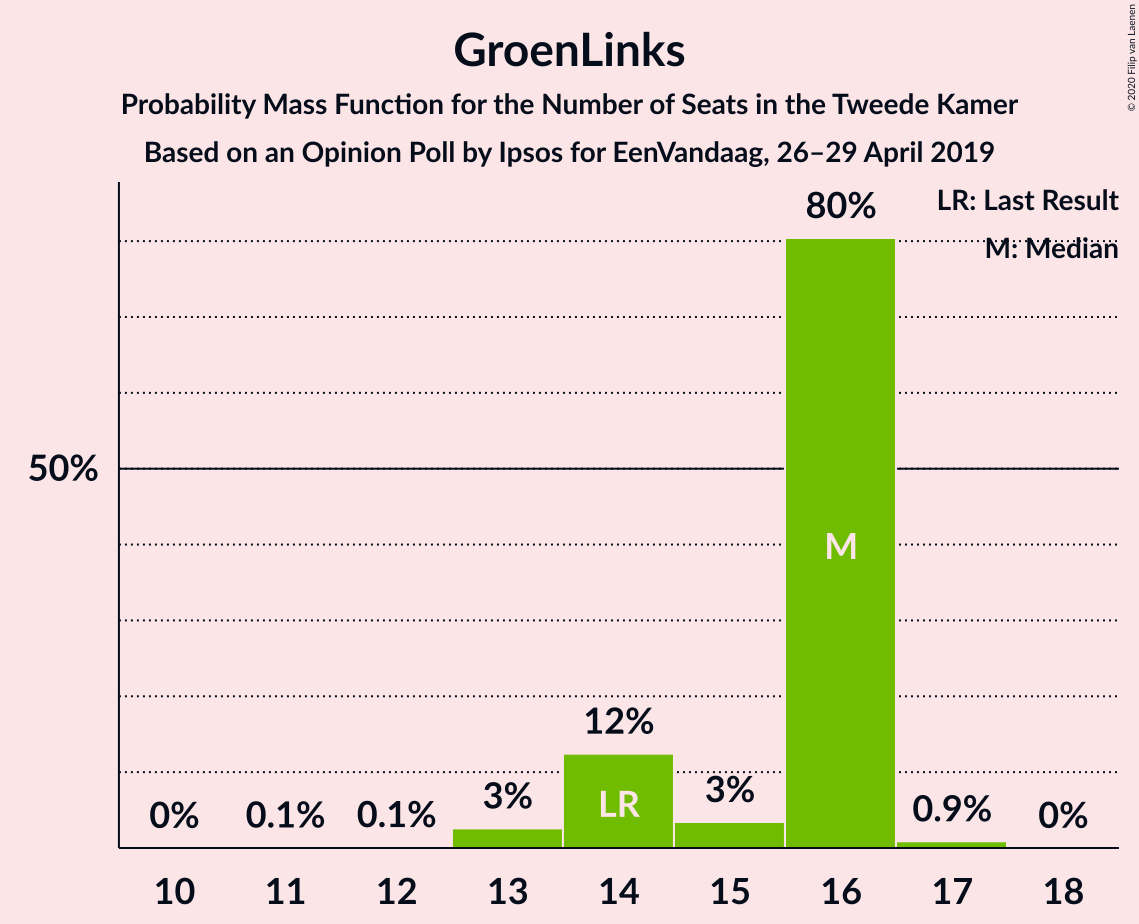 GroenLinks
Probability Mass Function for the Number of Seats in the Tweede Kamer
Based on an Opinion Poll by Ipsos for EenVandaag, 26–29 April 2019
© 2020 Filip van Laenen
LR: Last Result
M: Median
50%
0%
0.1%
0.1%
3%
12%
3%
80%
0.9%
0%
LR
M
10
11
12
13
14
15
16
17
18